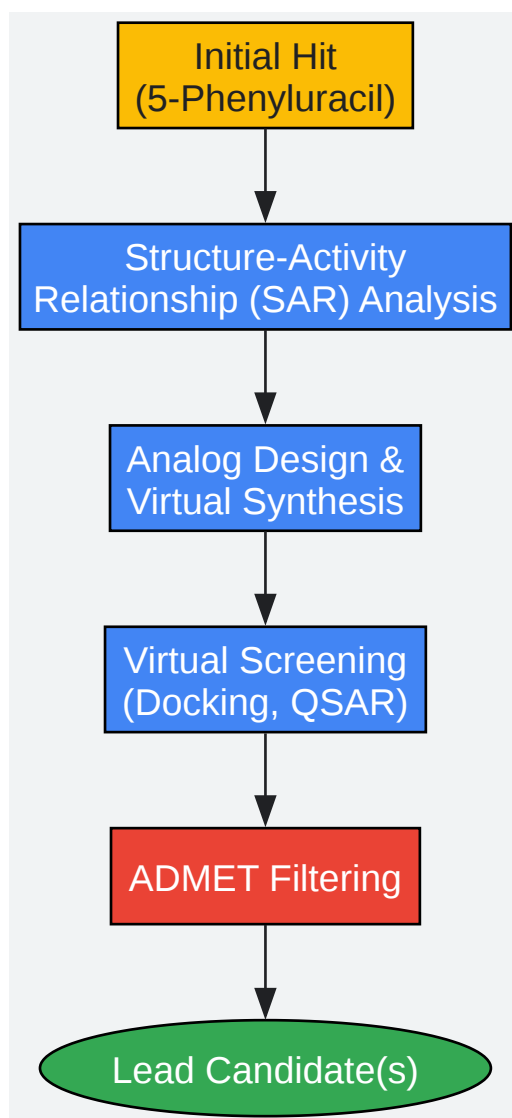 Initial Hit
(5-Phenyluracil)
Structure-Activity
Relationship (SAR) Analysis
Analog Design &
Virtual Synthesis
Virtual Screening
(Docking, QSAR)
ADMET Filtering
Lead Candidate(s)